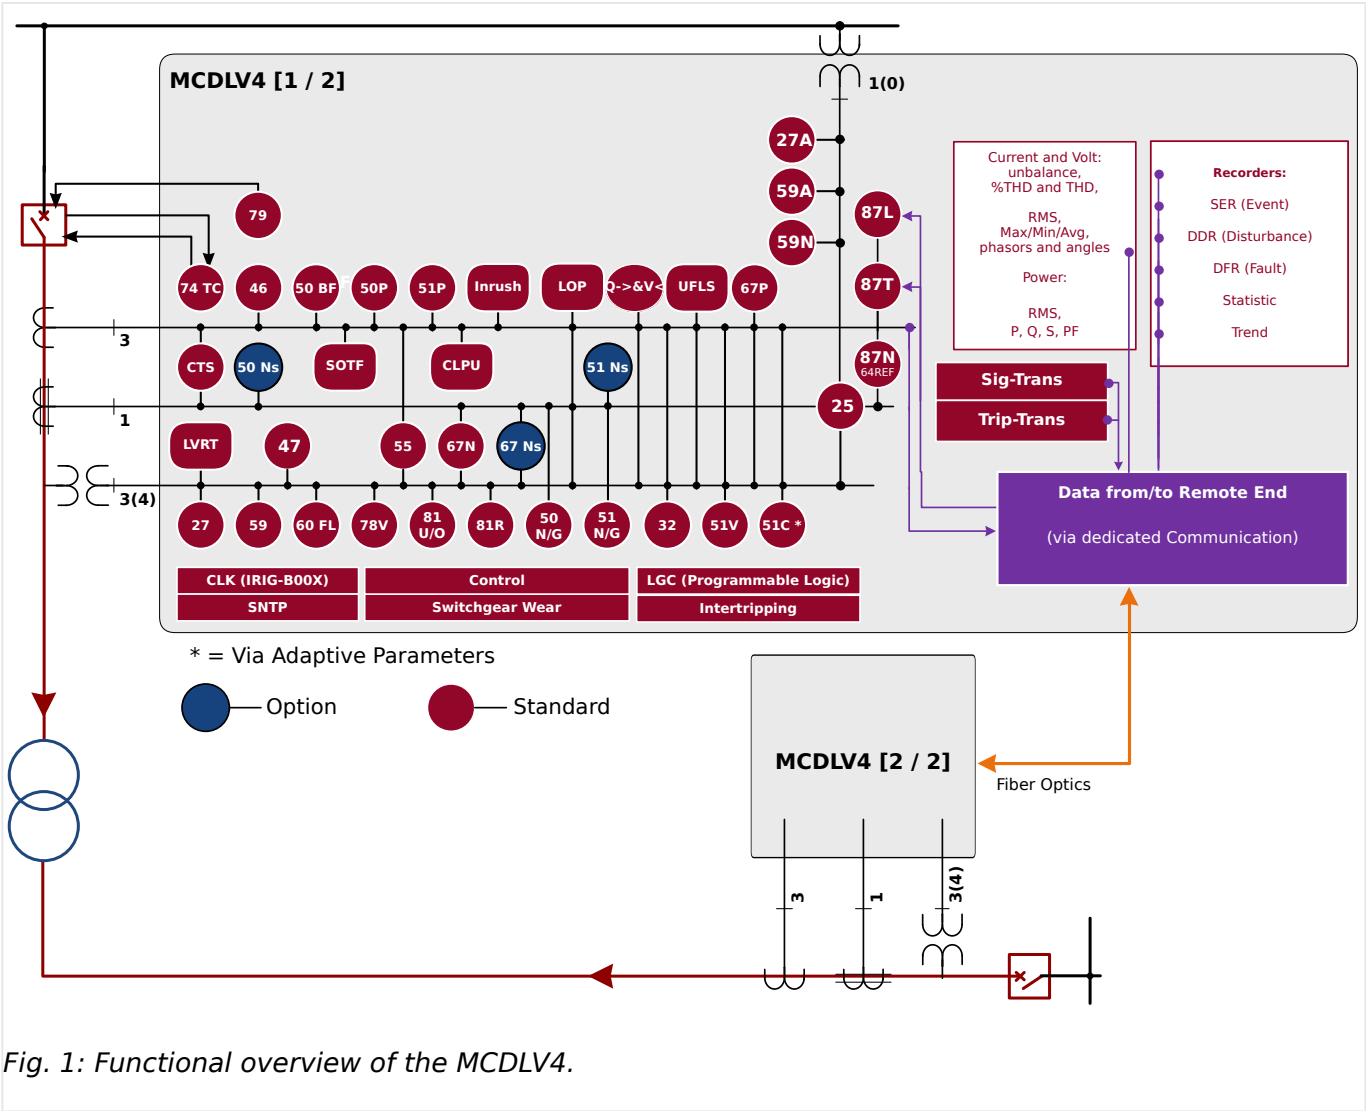 MCDLV4 [1 / 2]
1(0)
27A
59A
59N
79
87L
87T
87N
64REF
74 TC
46
50 BF
50P
51P
Inrush
LOP
Q->&V<
UFLS
67P
3
CTS
50 Ns
SOTF
CLPU
51 Ns
25
1
LVRT
47
55
67N
67 Ns
3(4)
27
59
60 FL
78V
81
U/O
81R
50
N/G
51
N/G
32
51V
51C *
CLK (IRIG-B00X)
Control
LGC (Programmable Logic)
SNTP
Switchgear Wear
Intertripping
Current and Volt:
unbalance,
%THD and THD,
RMS,
Max/Min/Avg,
phasors and angles
Power:
RMS,
P, Q, S, PF
Recorders:
SER (Event)
DDR (Disturbance)
DFR (Fault)
Statistic
Trend
Sig-Trans
Trip-Trans
Data from/to Remote End
(via dedicated Communication)
* = Via Adaptive Parameters
Option
Standard
MCDLV4 [2 / 2]
Fiber Optics
3
1
3(4)
Fig. 1: Functional overview of the MCDLV4.